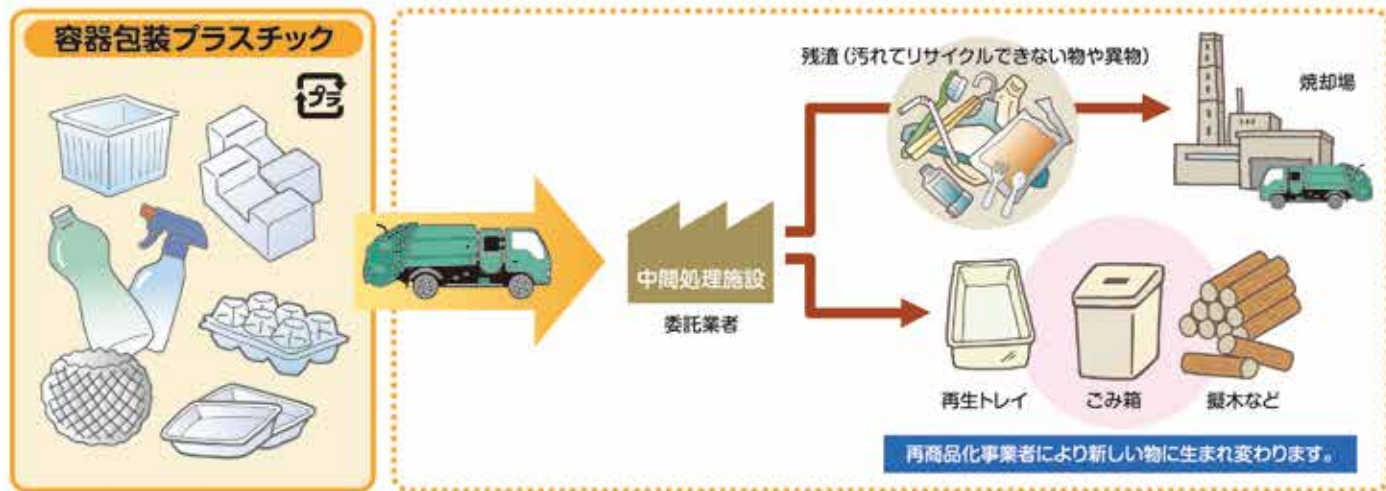 容器包装プラスチック
プラ
残渣(汚れてリサイクルできない物や異物)
焼却場
中間処理施設
委託業者
再生トレイ
ごみ箱
擬木など
再商品化事業者により新しい物に生まれ変わります。